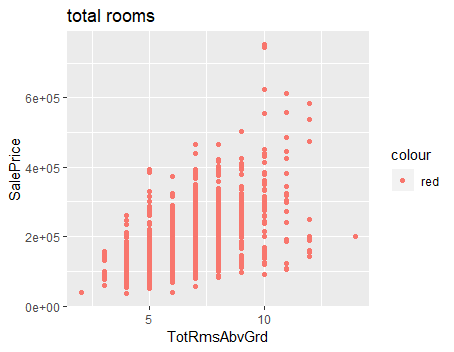 total rooms
6e+05
4e+05
2e+05
0e+00
SalePrice
5
10
TotRmsAbvGrd
colour
red